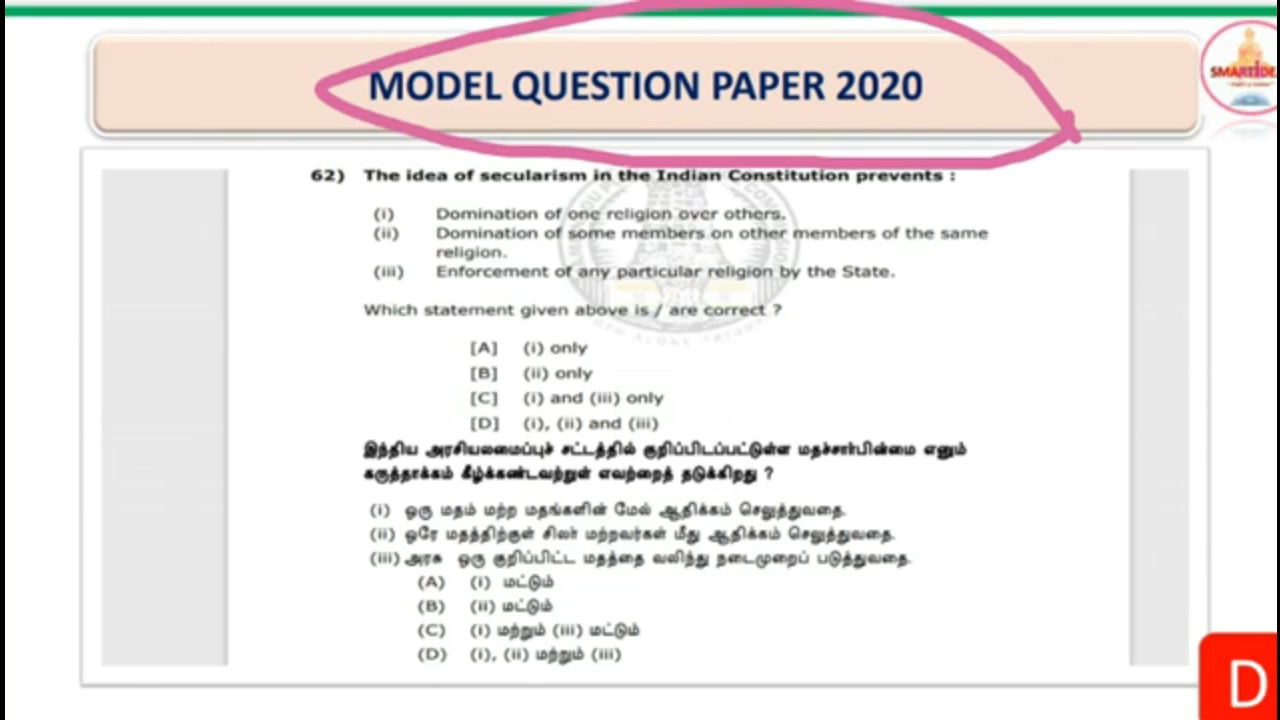 MODEL QUESTION PAPER 2020
SMARTIDE
62) The idea of secularism in the Indian Constitution prevents :
(i) Domination of one religion over others.
(ii) Domination of some members on other members of the same
religion.
(iii) Enforcement of any particular religion by the State.
Which statement given above is / are correct ?
[A] (i) only
[B] (ii) only
[C] (i) and (iii) only
[D] (i), (ii) and (iii)
இந்திய அரசியலமைப்புச் சட்டத்தில் குறிப்பிடப்பட்டுள்ள மதச்சார்பின்மை எனும்
கருத்தாக்கம் கீழ்க்கண்டவற்றுள் எவற்றைத் தடுக்கிறது ?
(i) ஒரு மதம் மற்ற மதங்களின் மேல் ஆதிக்கம் செலுத்துவதை.
(ii) ஒரே மதத்திற்குள் சிலர் மற்றவர்கள் மீது ஆதிக்கம் செலுத்துவதை.
(iii) அரசு ஒரு குறிப்பிட்ட மதத்தை வலிந்து நடைமுறைப் படுத்துவதை.
(A) (i) மட்டும்
(B) (ii) மட்டும்
(C) (i) மற்றும் (iii) மட்டும்
(D) (i), (ii) மற்றும் (iii)
D